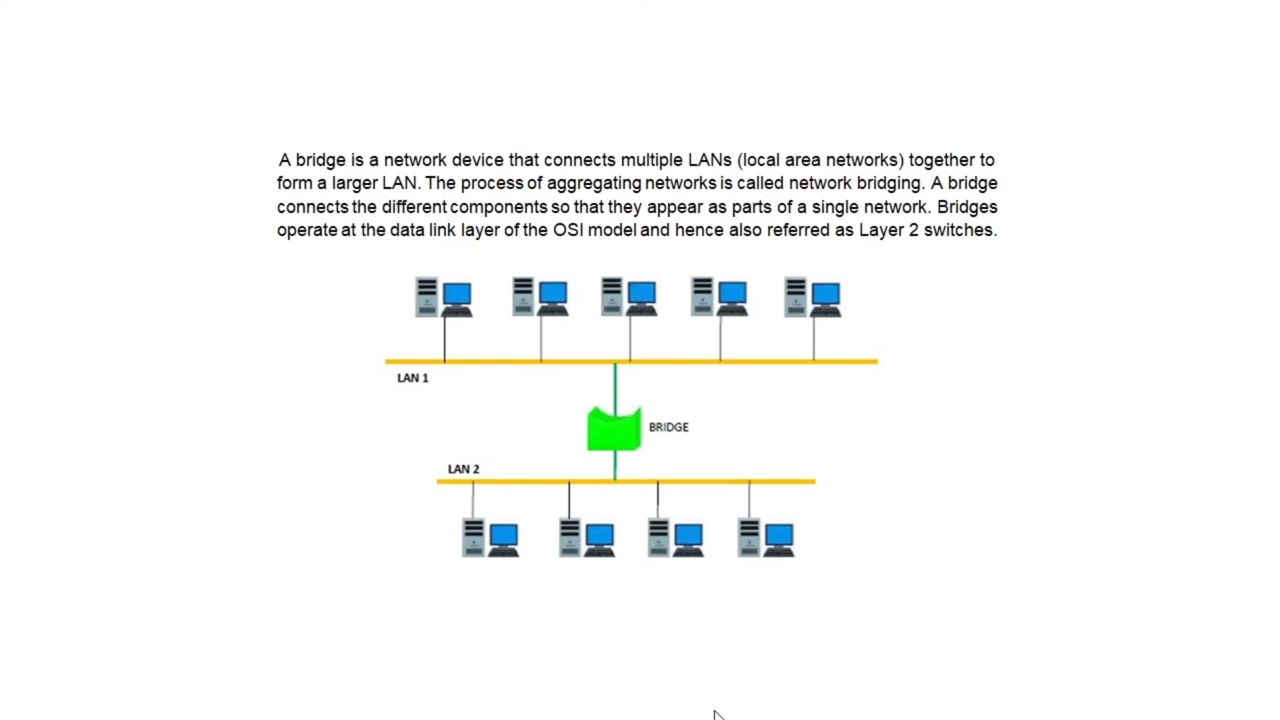 A bridge is a network device that connects multiple LANs (local area networks) together to
form a larger LAN. The process of aggregating networks is called network bridging. A bridge
connects the different components so that they appear as parts of a single network. Bridges
operate at the data link layer of the OSI model and hence also referred as Layer 2 switches.
LAN 1
BRIDGE
LAN 2